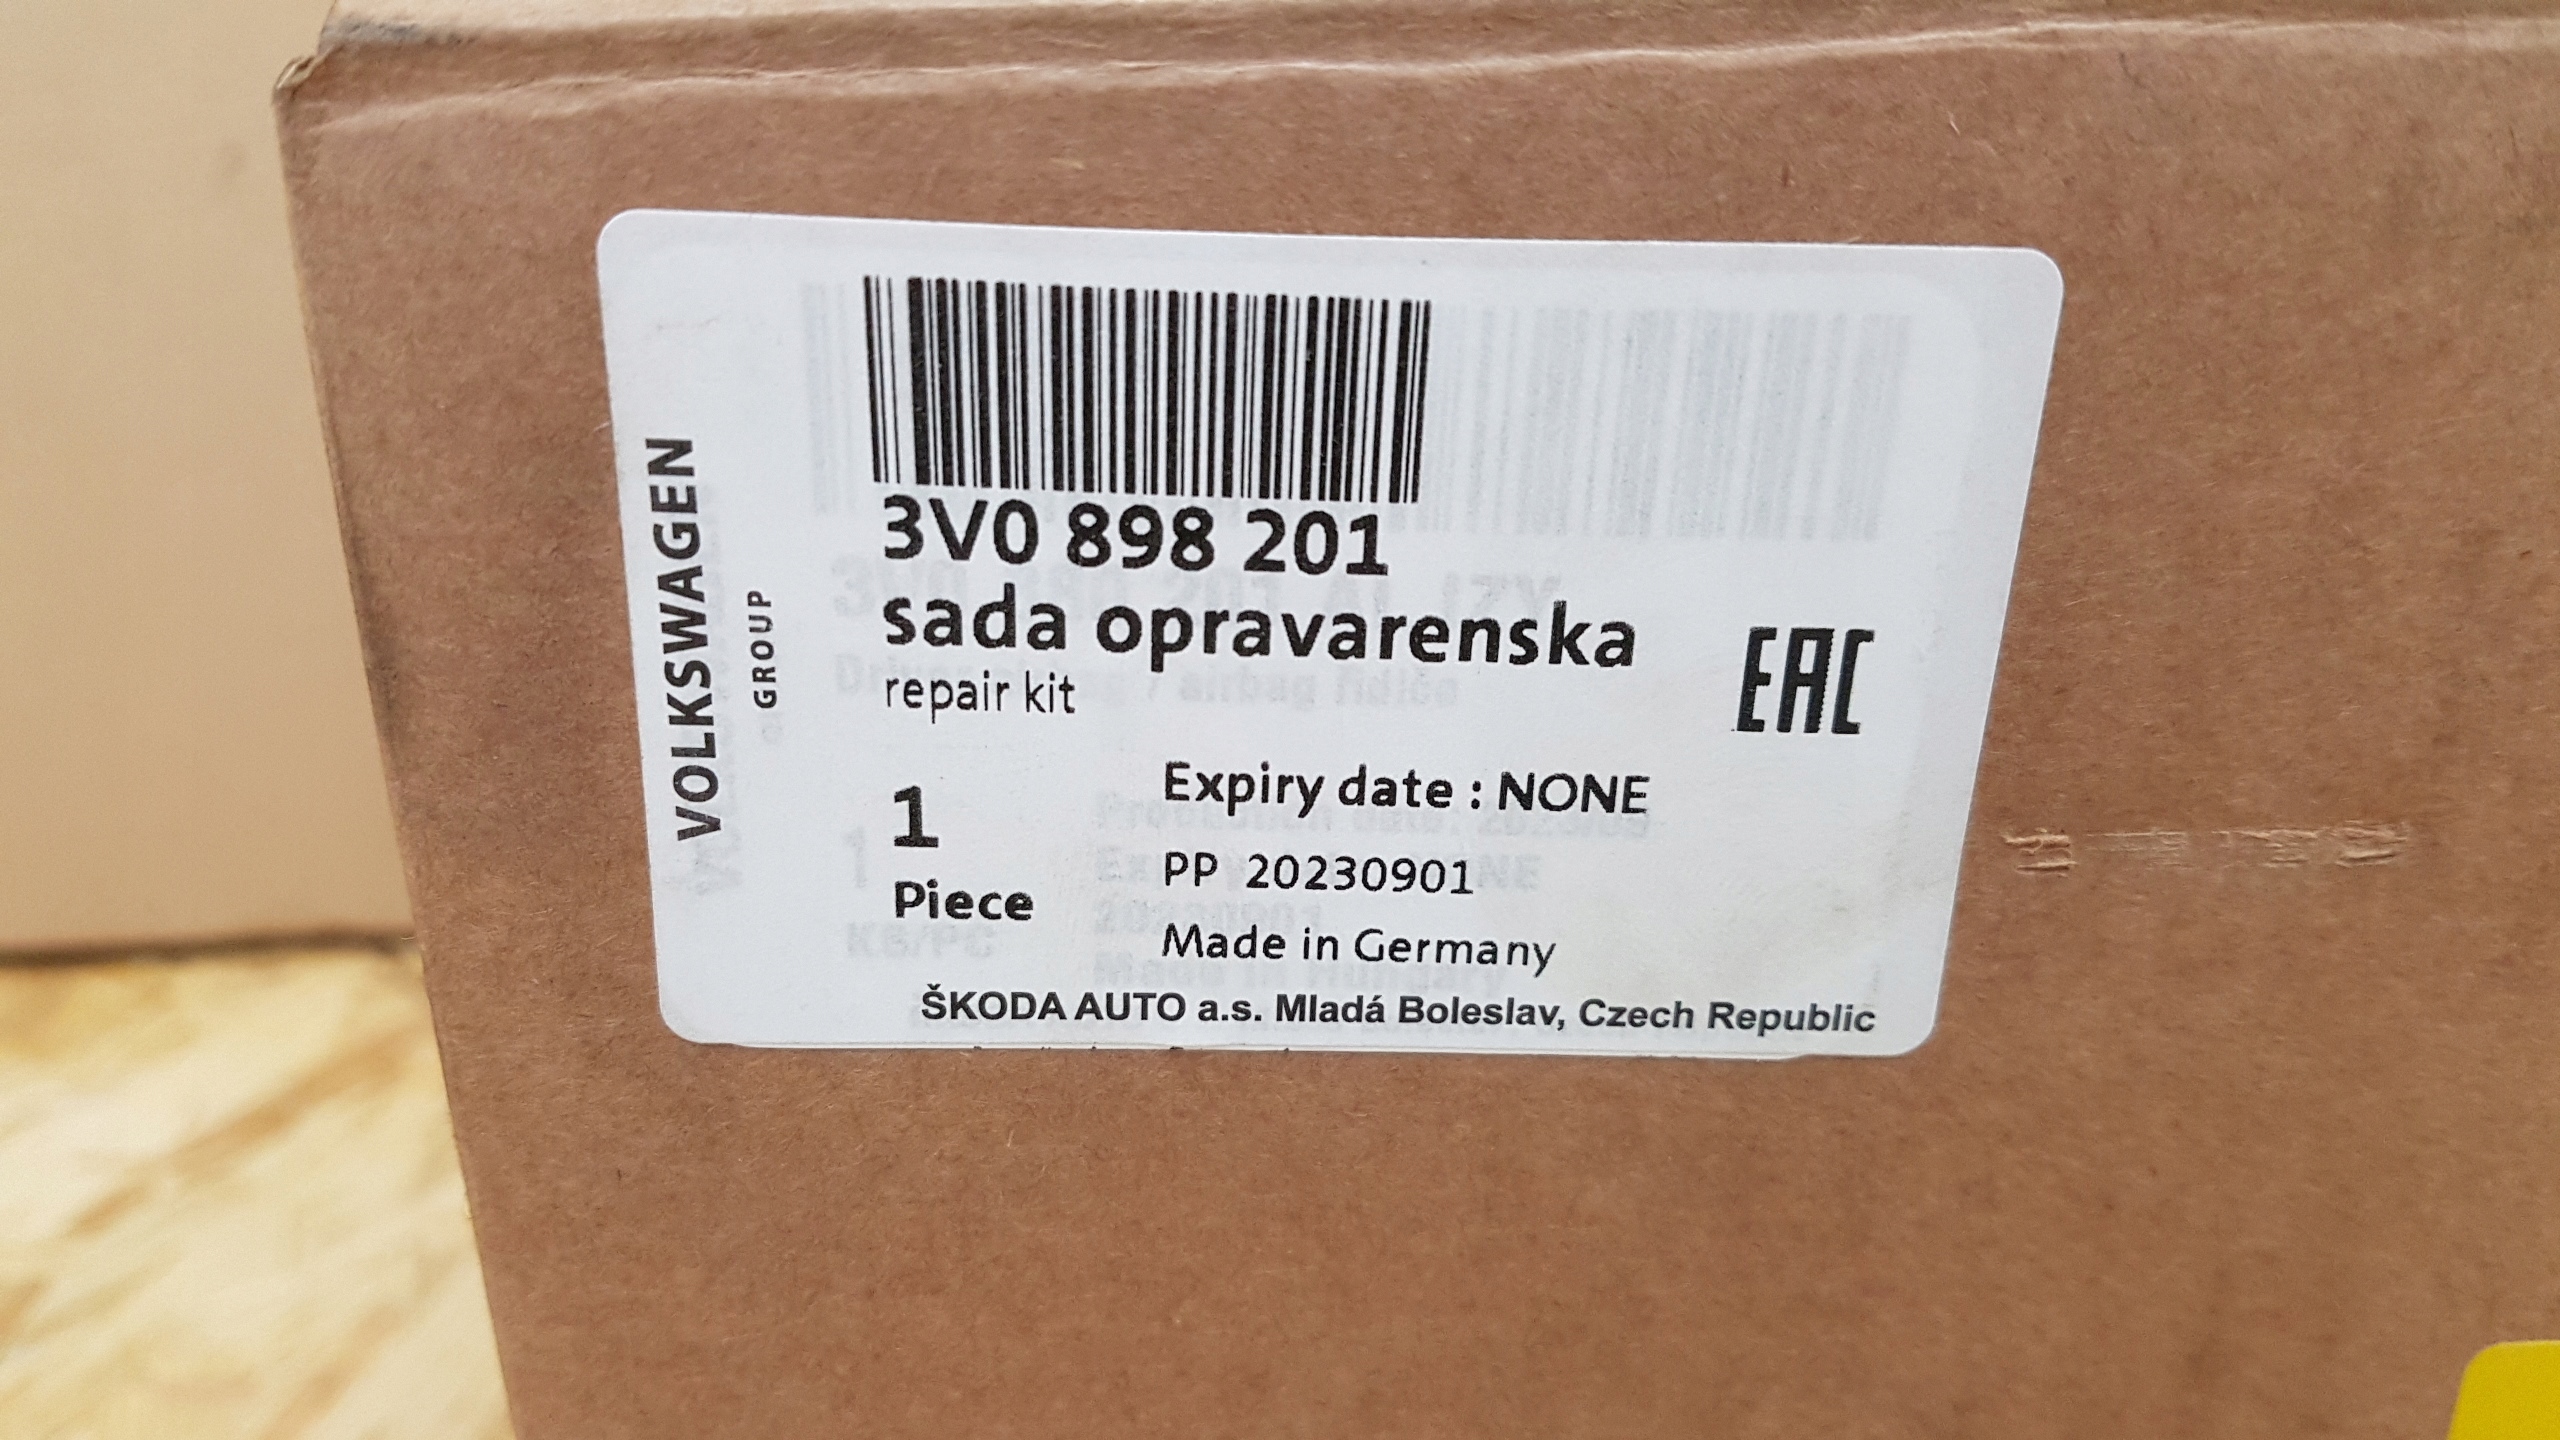 VOLKSWAGEN
GROUP
3V0 898 201
sada opravarenska
repair kit
EAC
1
Piece
Expiry date : NONE
PP 20230901
Made in Germany
ŠKODA AUTO a.s. Mladá Boleslav, Czech Republic